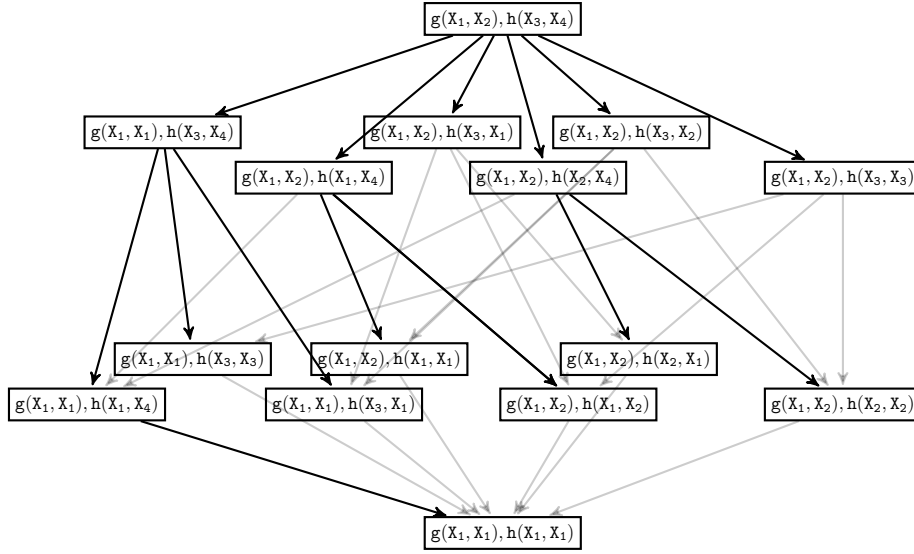 g(X₁, X₂), h(X₃, X₄)
g(X₁, X₁), h(X₃, X₄)
g(X₁, X₂), h(X₃, X₁)
g(X₁, X₂), h(X₃, X₂)
g(X₁, X₂), h(X₁, X₄)
g(X₁, X₂), h(X₂, X₄)
g(X₁, X₂), h(X₃, X₃)
g(X₁, X₁), h(X₃, X₃)
g(X₁, X₂), h(X₁, X₁)
g(X₁, X₂), h(X₂, X₁)
g(X₁, X₁), h(X₁, X₄)
g(X₁, X₁), h(X₃, X₁)
g(X₁, X₂), h(X₁, X₂)
g(X₁, X₂), h(X₂, X₂)
g(X₁, X₁), h(X₁, X₁)